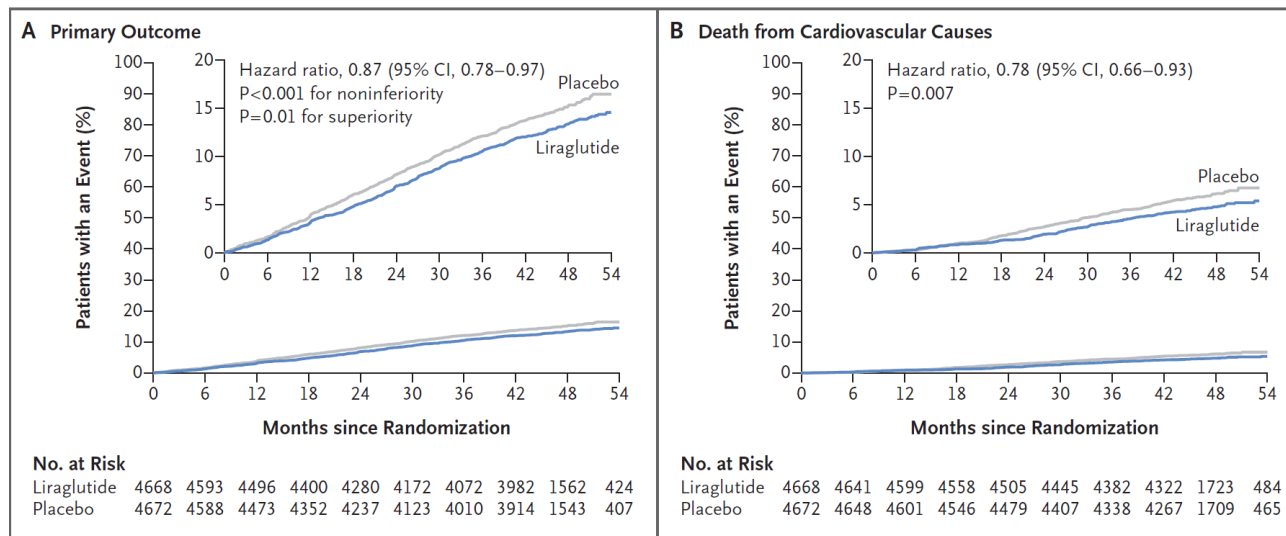 A Primary Outcome
Patients with an Event (%)
100
90
80
70
60
50
40
30
20
10
0
20
15
10
5
0
Hazard ratio, 0.87 (95% CI, 0.78–0.97)
P<0.001 for noninferiority
P=0.01 for superiority
Placebo
Liraglutide
0 6 12 18 24 30 36 42 48 54
0 6 12 18 24 30 36 42 48 54
Months since Randomization
No. at Risk
Liraglutide 4668 4593 4496 4400 4280 4172 4072 3982 1562 424
Placebo 4672 4588 4473 4352 4237 4123 4010 3914 1543 407
B Death from Cardiovascular Causes
Patients with an Event (%)
100
90
80
70
60
50
40
30
20
10
0
20
15
10
5
0
Hazard ratio, 0.78 (95% CI, 0.66–0.93)
P=0.007
Placebo
Liraglutide
0 6 12 18 24 30 36 42 48 54
0 6 12 18 24 30 36 42 48 54
Months since Randomization
No. at Risk
Liraglutide 4668 4641 4599 4558 4505 4445 4382 4322 1723 484
Placebo 4672 4648 4601 4546 4479 4407 4338 4267 1709 465